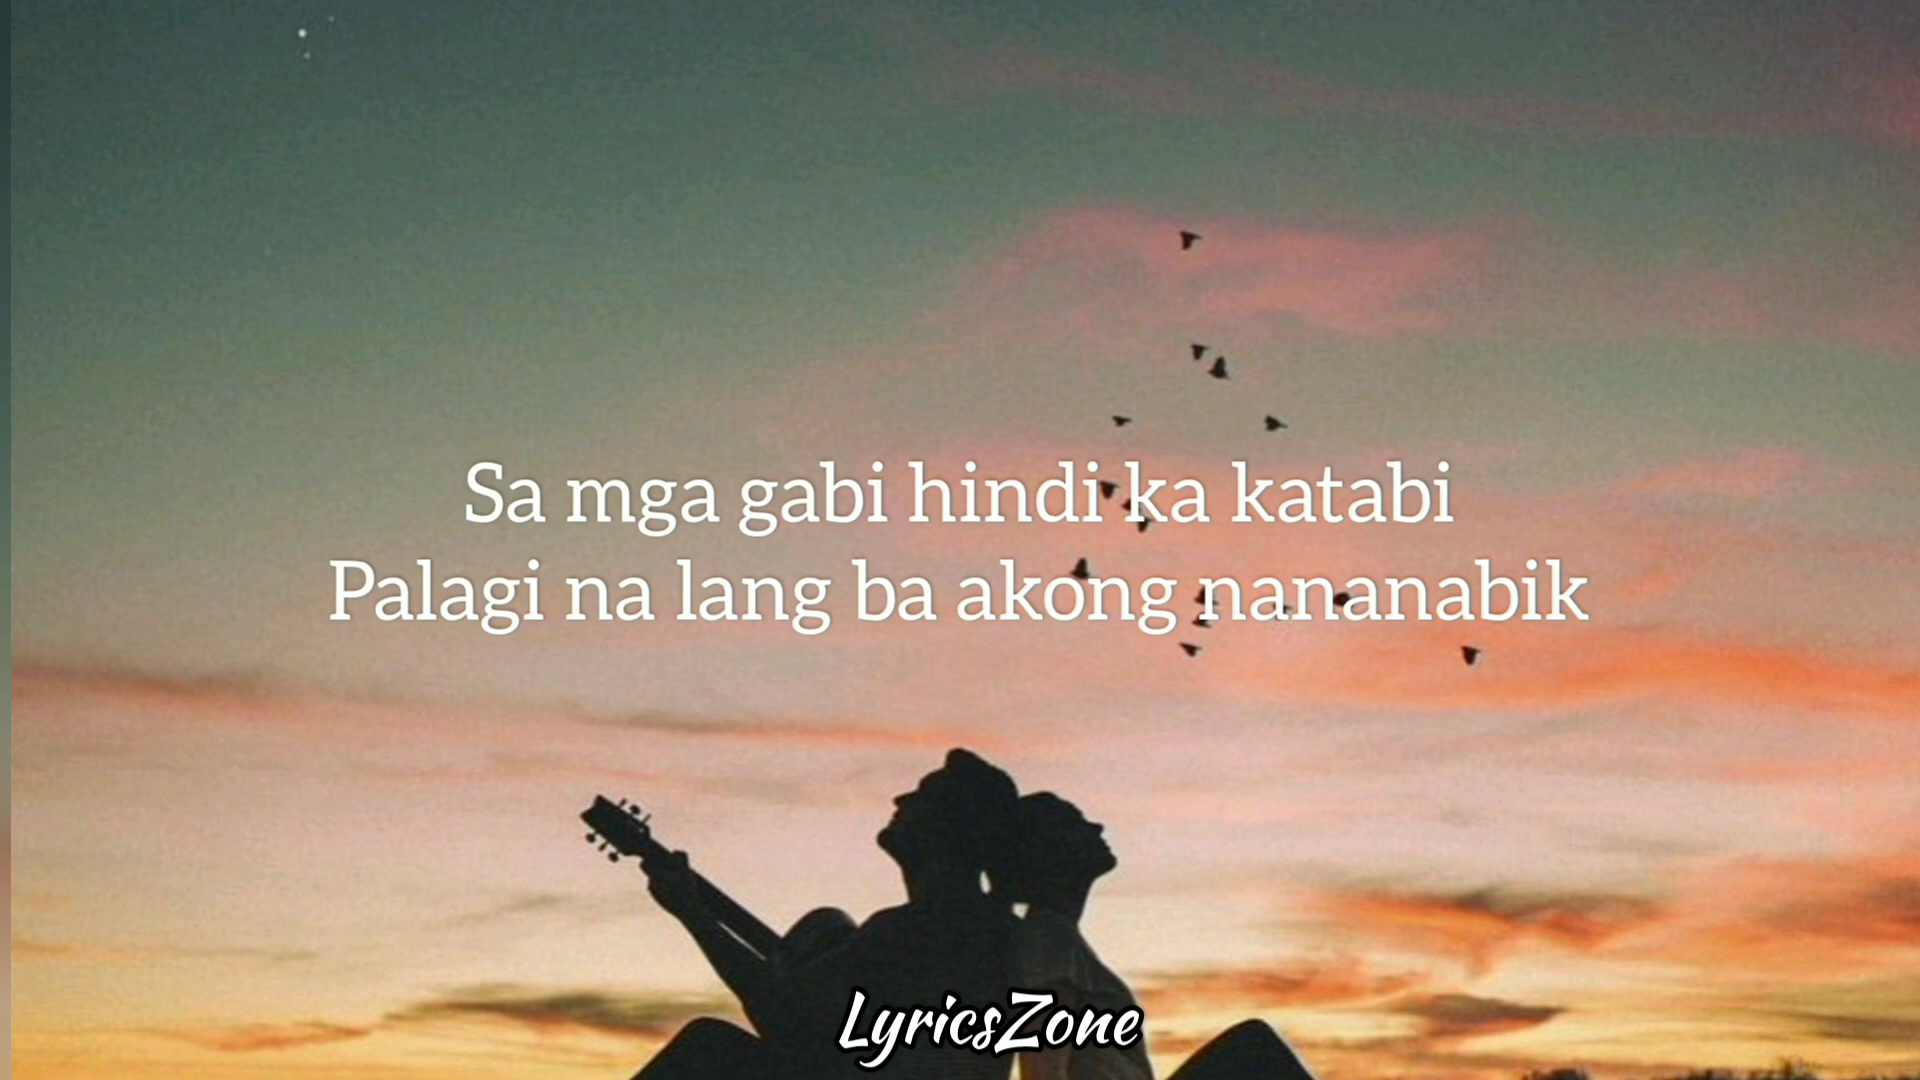 Sa mga gabi hindi ka katabi
Palagi na lang ba akong nananabik
LyricsZone